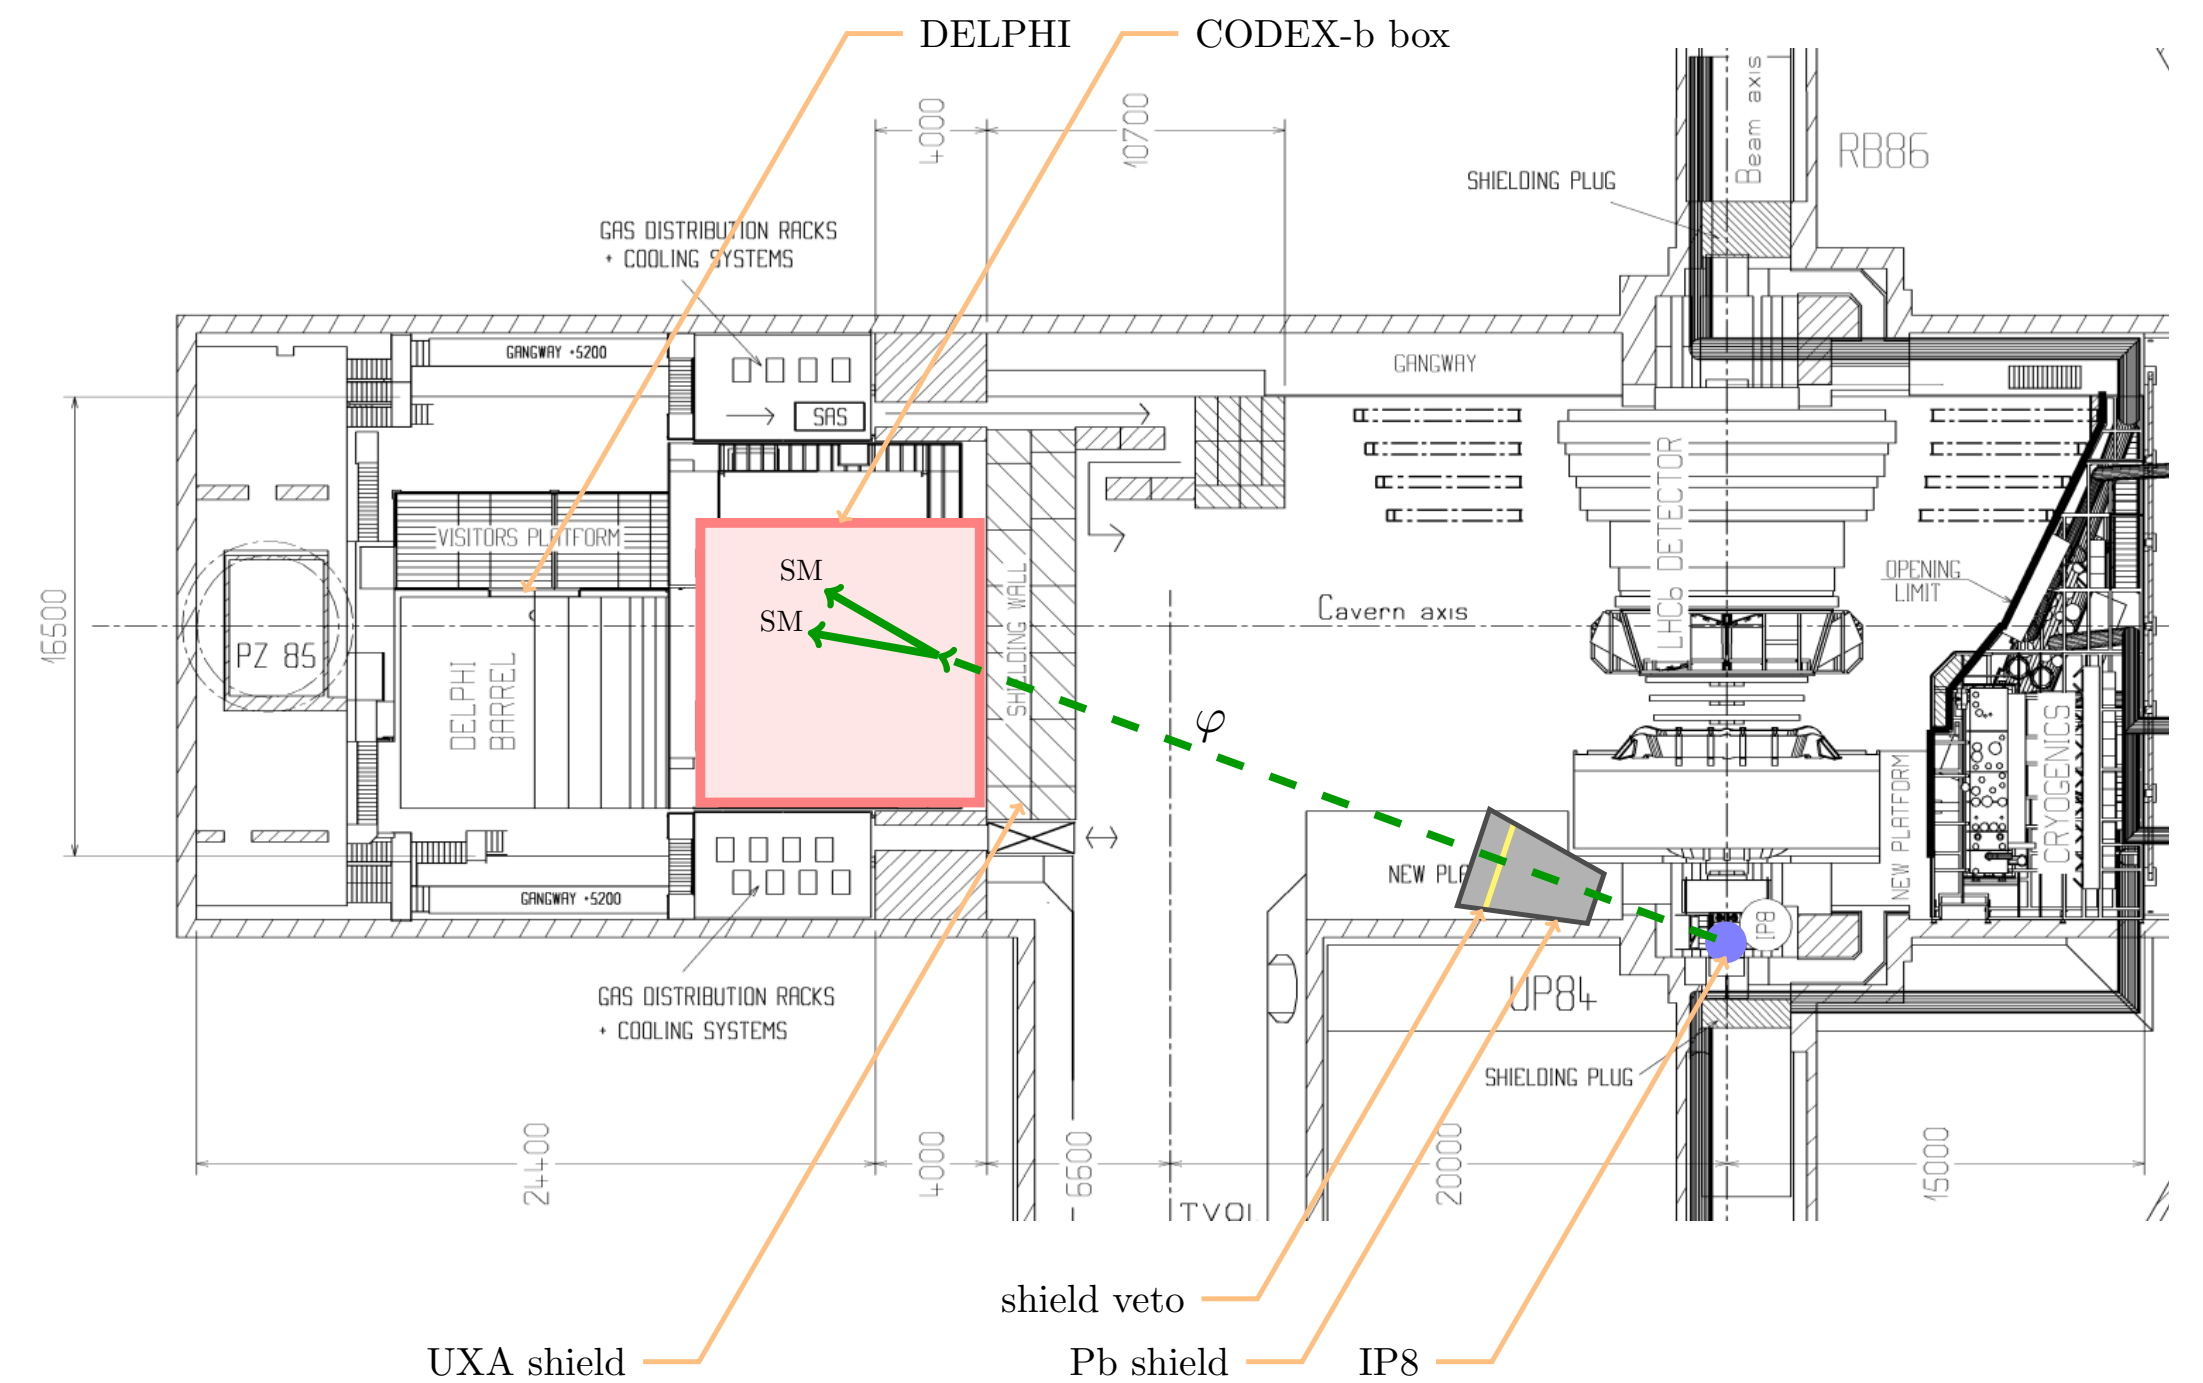 DELPHI
CODEX-b box
4000
10700
Beam axis
RB86
SHIELDING PLUG
GAS DISTRIBUTION RACKS
+ COOLING SYSTEMS
GANGWAY +5200
GANGWAY
SAS
VISITORS PLATFORM
LHCb DETECTOR
OPENING
LIMIT
SM
SM
SHIELDING WALL
Cavern axis
16500
PZ 85
DELPHI
BARREL
φ
NEW PLA
NEW PLATFORM
CRYOGENICS
GANGWAY +5200
IP8
GAS DISTRIBUTION RACKS
+ COOLING SYSTEMS
UP84
SHIELDING PLUG
24400
4000
6600
20000
15000
shield veto
UXA shield
Pb shield
IP8